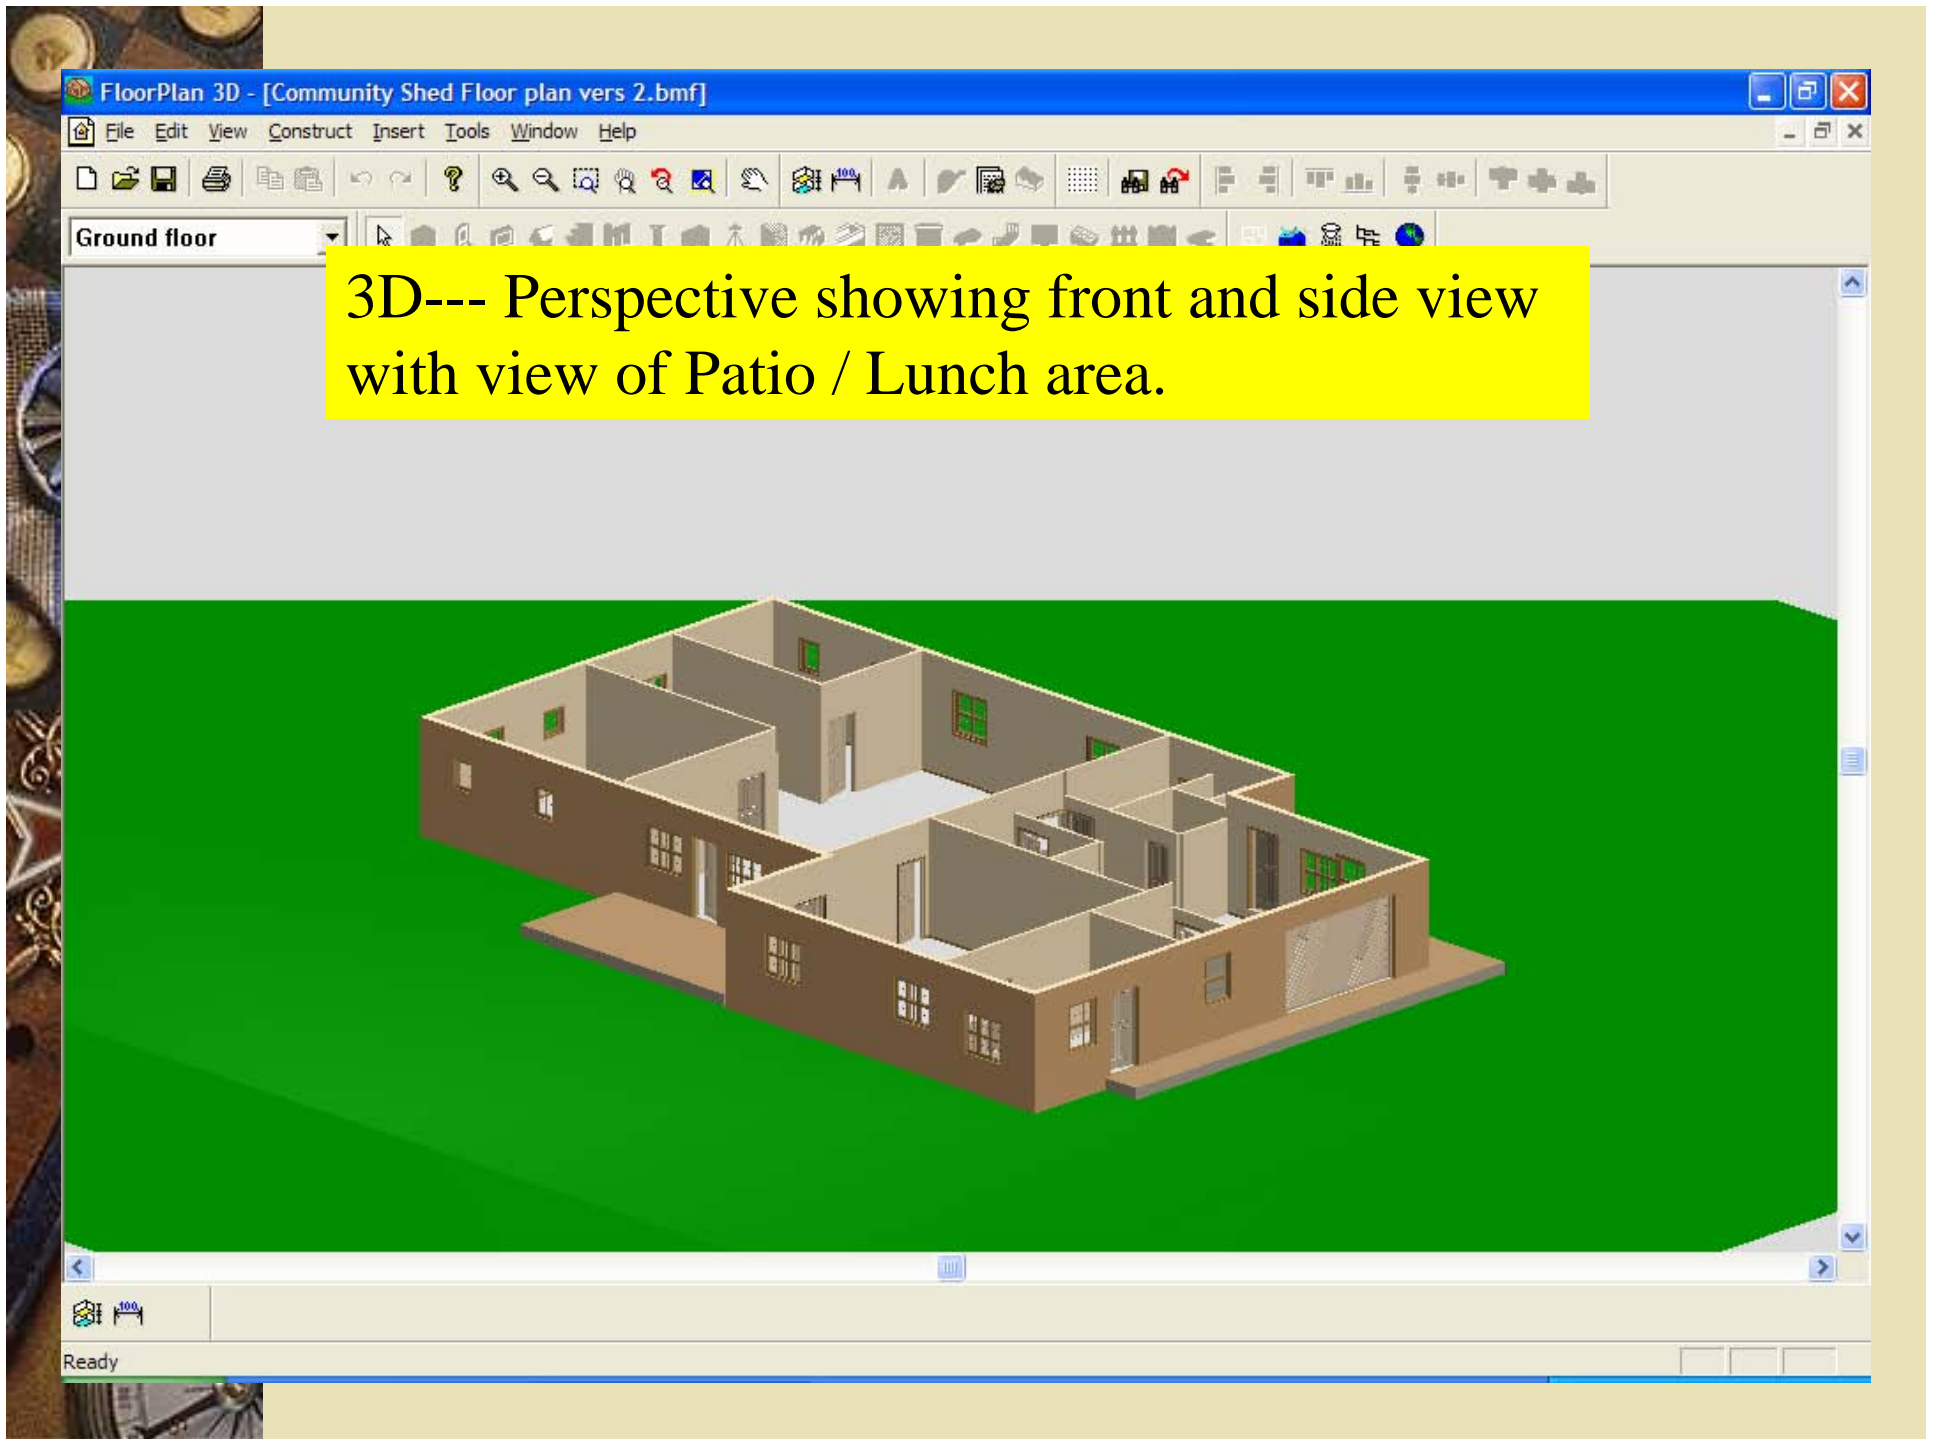 FloorPlan 3D - [Community Shed Floor plan vers 2.bmf]
File Edit View Construct Insert Tools Window Help
Ground floor
3D--- Perspective showing front and side view
with view of Patio / Lunch area.
Ready